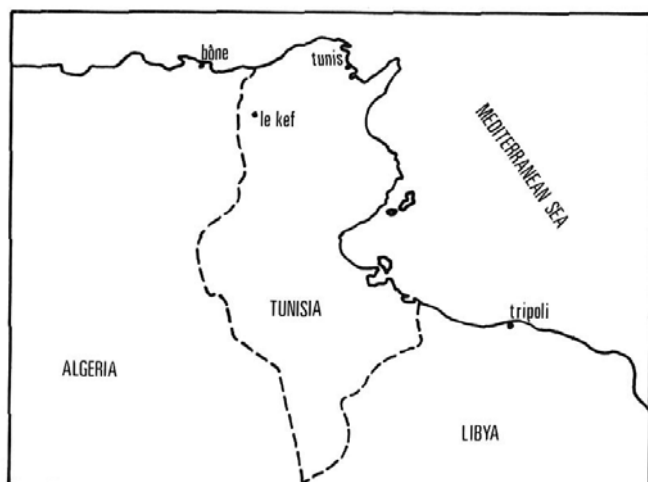 bône
tunis
le kef
MEDITERRANEAN SEA
TUNISIA
tripoli
ALGERIA
LIBYA